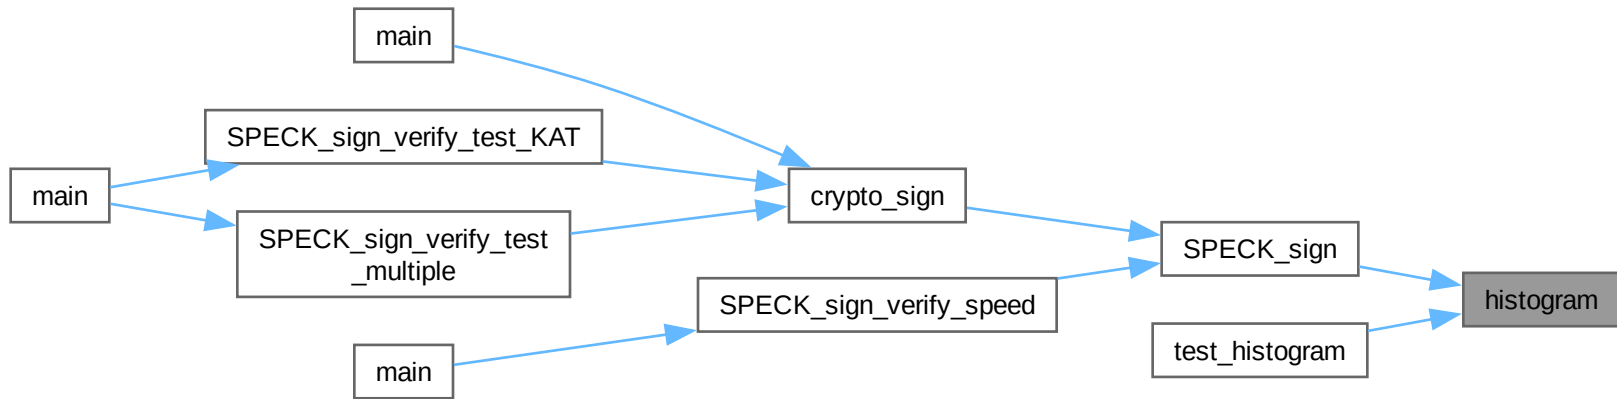 main
SPECK_sign_verify_test_KAT
main
crypto_sign
SPECK_sign_verify_test
_multiple
SPECK_sign
SPECK_sign_verify_speed
histogram
test_histogram
main